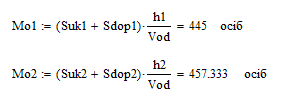 Mo1 := (Suk1 + Sdop1)·h1/Vod = 445 осіб
Mo2 := (Suk2 + Sdop2)·h2/Vod = 457.333 осіб